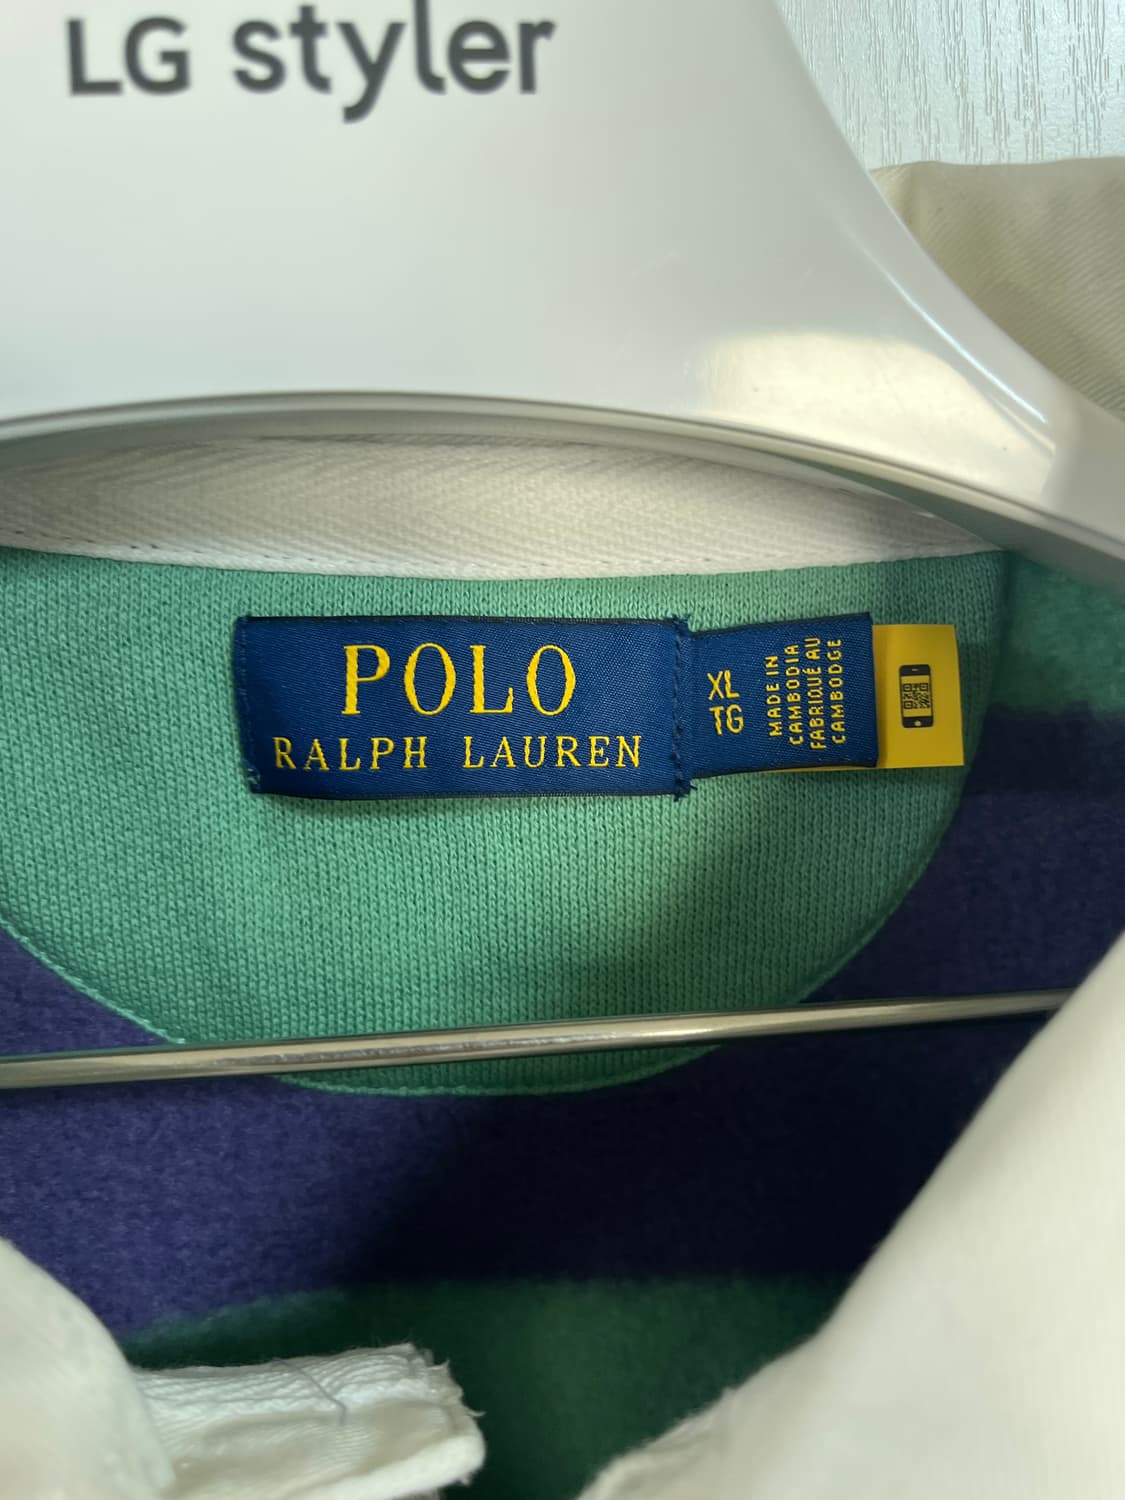 LG styler
POLO
RALPH LAUREN
XL
TG
MADE IN
CAMBODIA
FABRIQUÉ AU
CAMBODGE